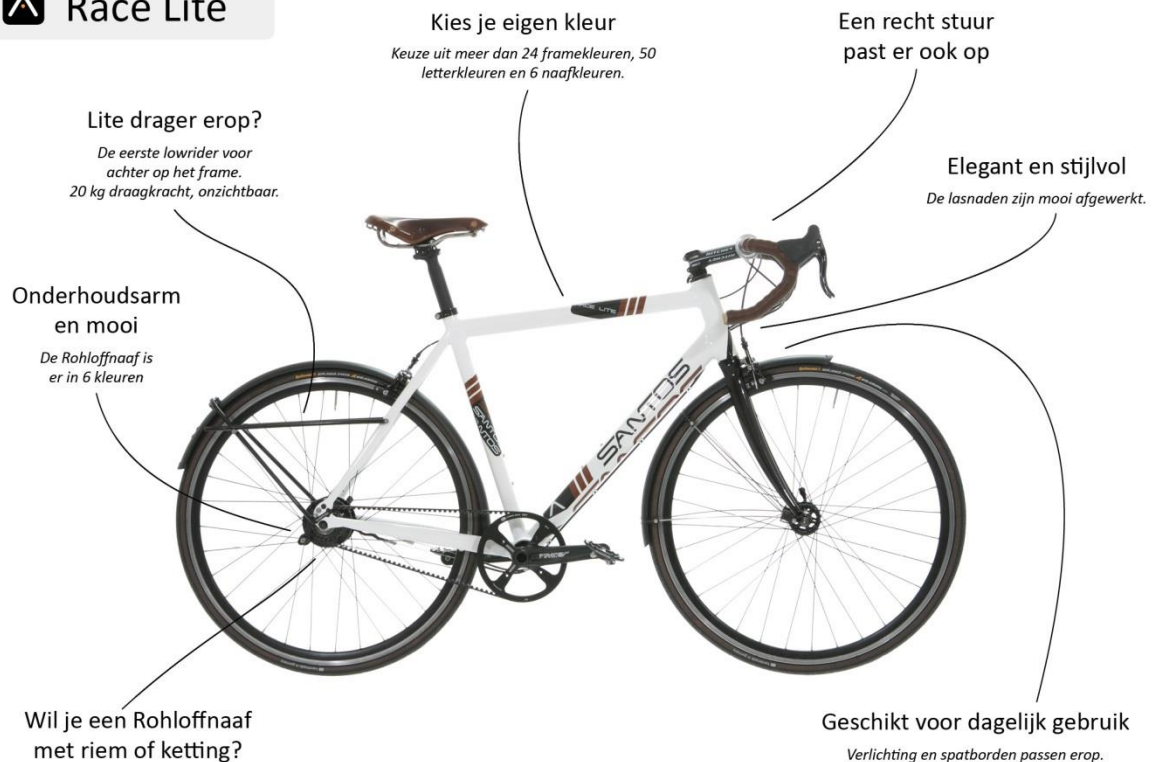 Race Lite
Kies je eigen kleur
Keuze uit meer dan 24 framekleuren, 50
letterkleuren en 6 naafkleuren.
Een recht stuur
past er ook op
Lite drager erop?
De eerste lowrider voor
achter op het frame.
20 kg draagkracht, onzichtbaar.
Elegant en stijlvol
De lasnaden zijn mooi afgewerkt.
Onderhoudsarm
en mooi
De Rohloffnaaf is
er in 6 kleuren
RACE LITE
SANTOS
SANTOS
SANTOS
Wil je een Rohloffnaaf
met riem of ketting?
Geschikt voor dagelijk gebruik
Verlichting en spatborden passen erop.